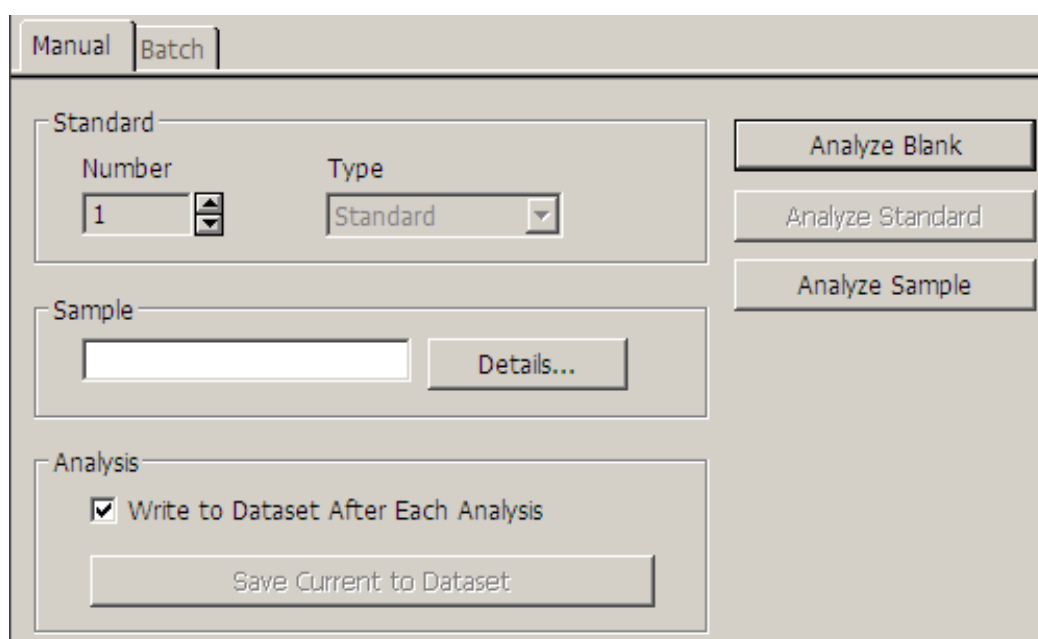 Manual Batch
Standard
Number Type
1 Standard
Analyze Blank
Analyze Standard
Analyze Sample
Sample
Details...
Analysis
Write to Dataset After Each Analysis
Save Current to Dataset